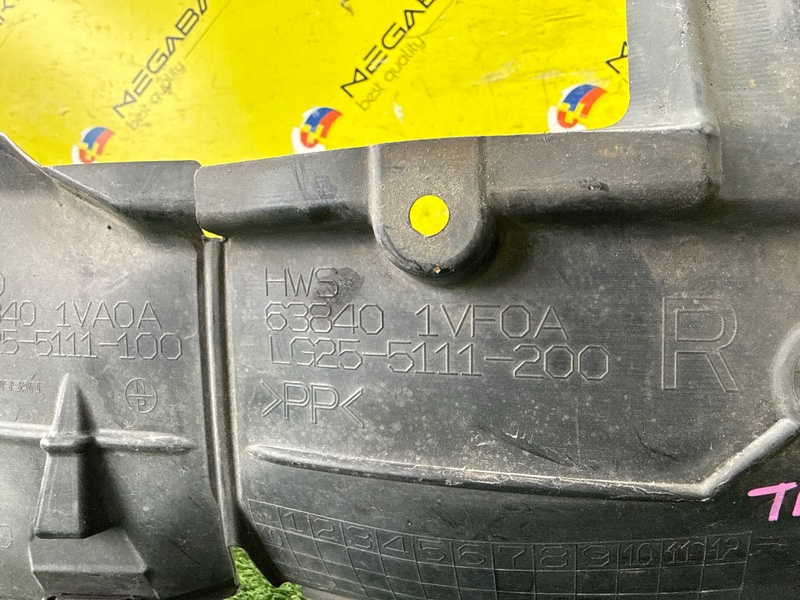 MEGABA
best quality
MEGABA
best quality
HWS
63840 1VF0A
LG25-5111-200
>PP<
R
840 1VA0A
25-5111-100
NISSAN
N
P
1 2 3 4 5 6 7 8 9 10 11 12